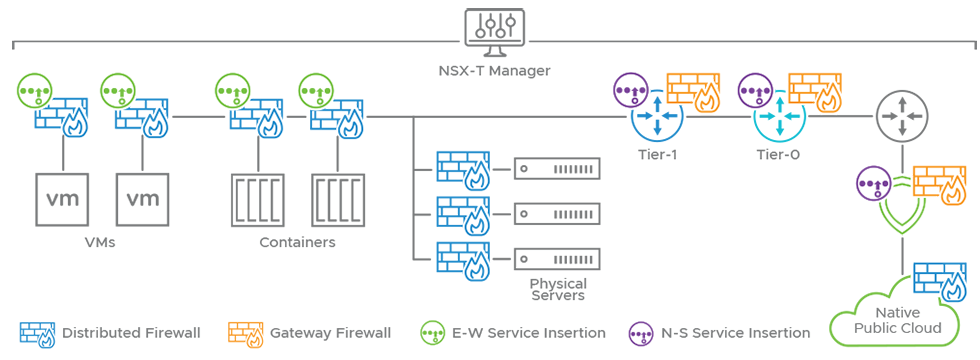 NSX-T Manager
Tier-1
Tier-0
vm
vm
VMs
Containers
Physical
Servers
Native
Public Cloud
Distributed Firewall
Gateway Firewall
E-W Service Insertion
N-S Service Insertion